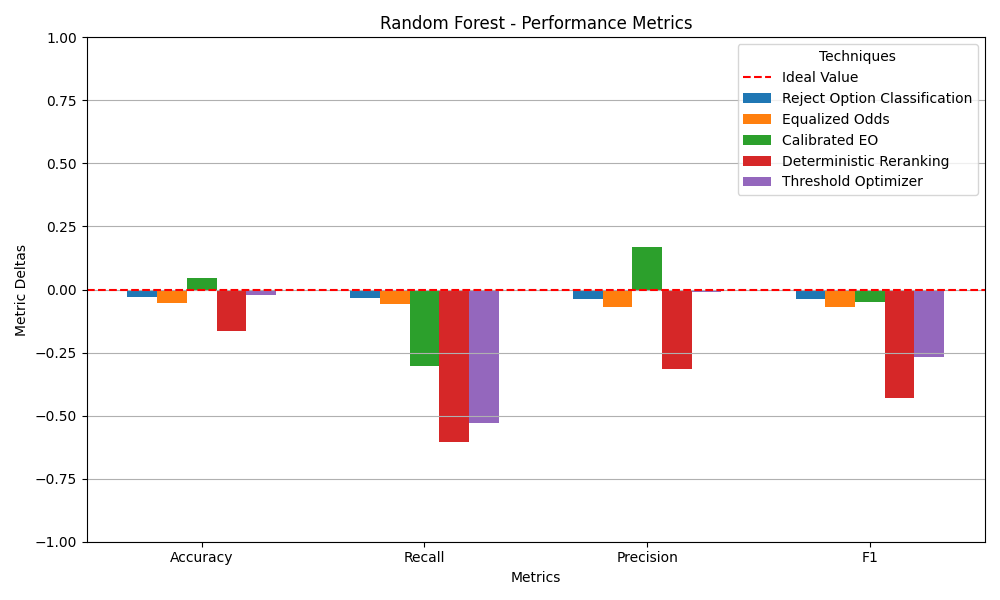 Random Forest - Performance Metrics
Techniques
Ideal Value
Reject Option Classification
Equalized Odds
Calibrated EO
Deterministic Reranking
Threshold Optimizer
Metric Deltas
1.00
0.75
0.50
0.25
0.00
−0.25
−0.50
−0.75
−1.00
Accuracy
Recall
Precision
F1
Metrics